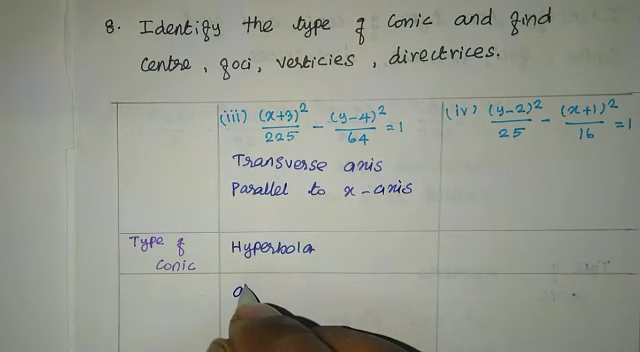 8. Identify the type of conic and find
centre, foci, verticies, directrices.
(iii) (x+3)²/225 − (y−4)²/64 = 1
(iv) (y−2)²/25 − (x+1)²/16 = 1
Transverse axis
Parallel to x-axis
Type of
conic
Hyperbola
a